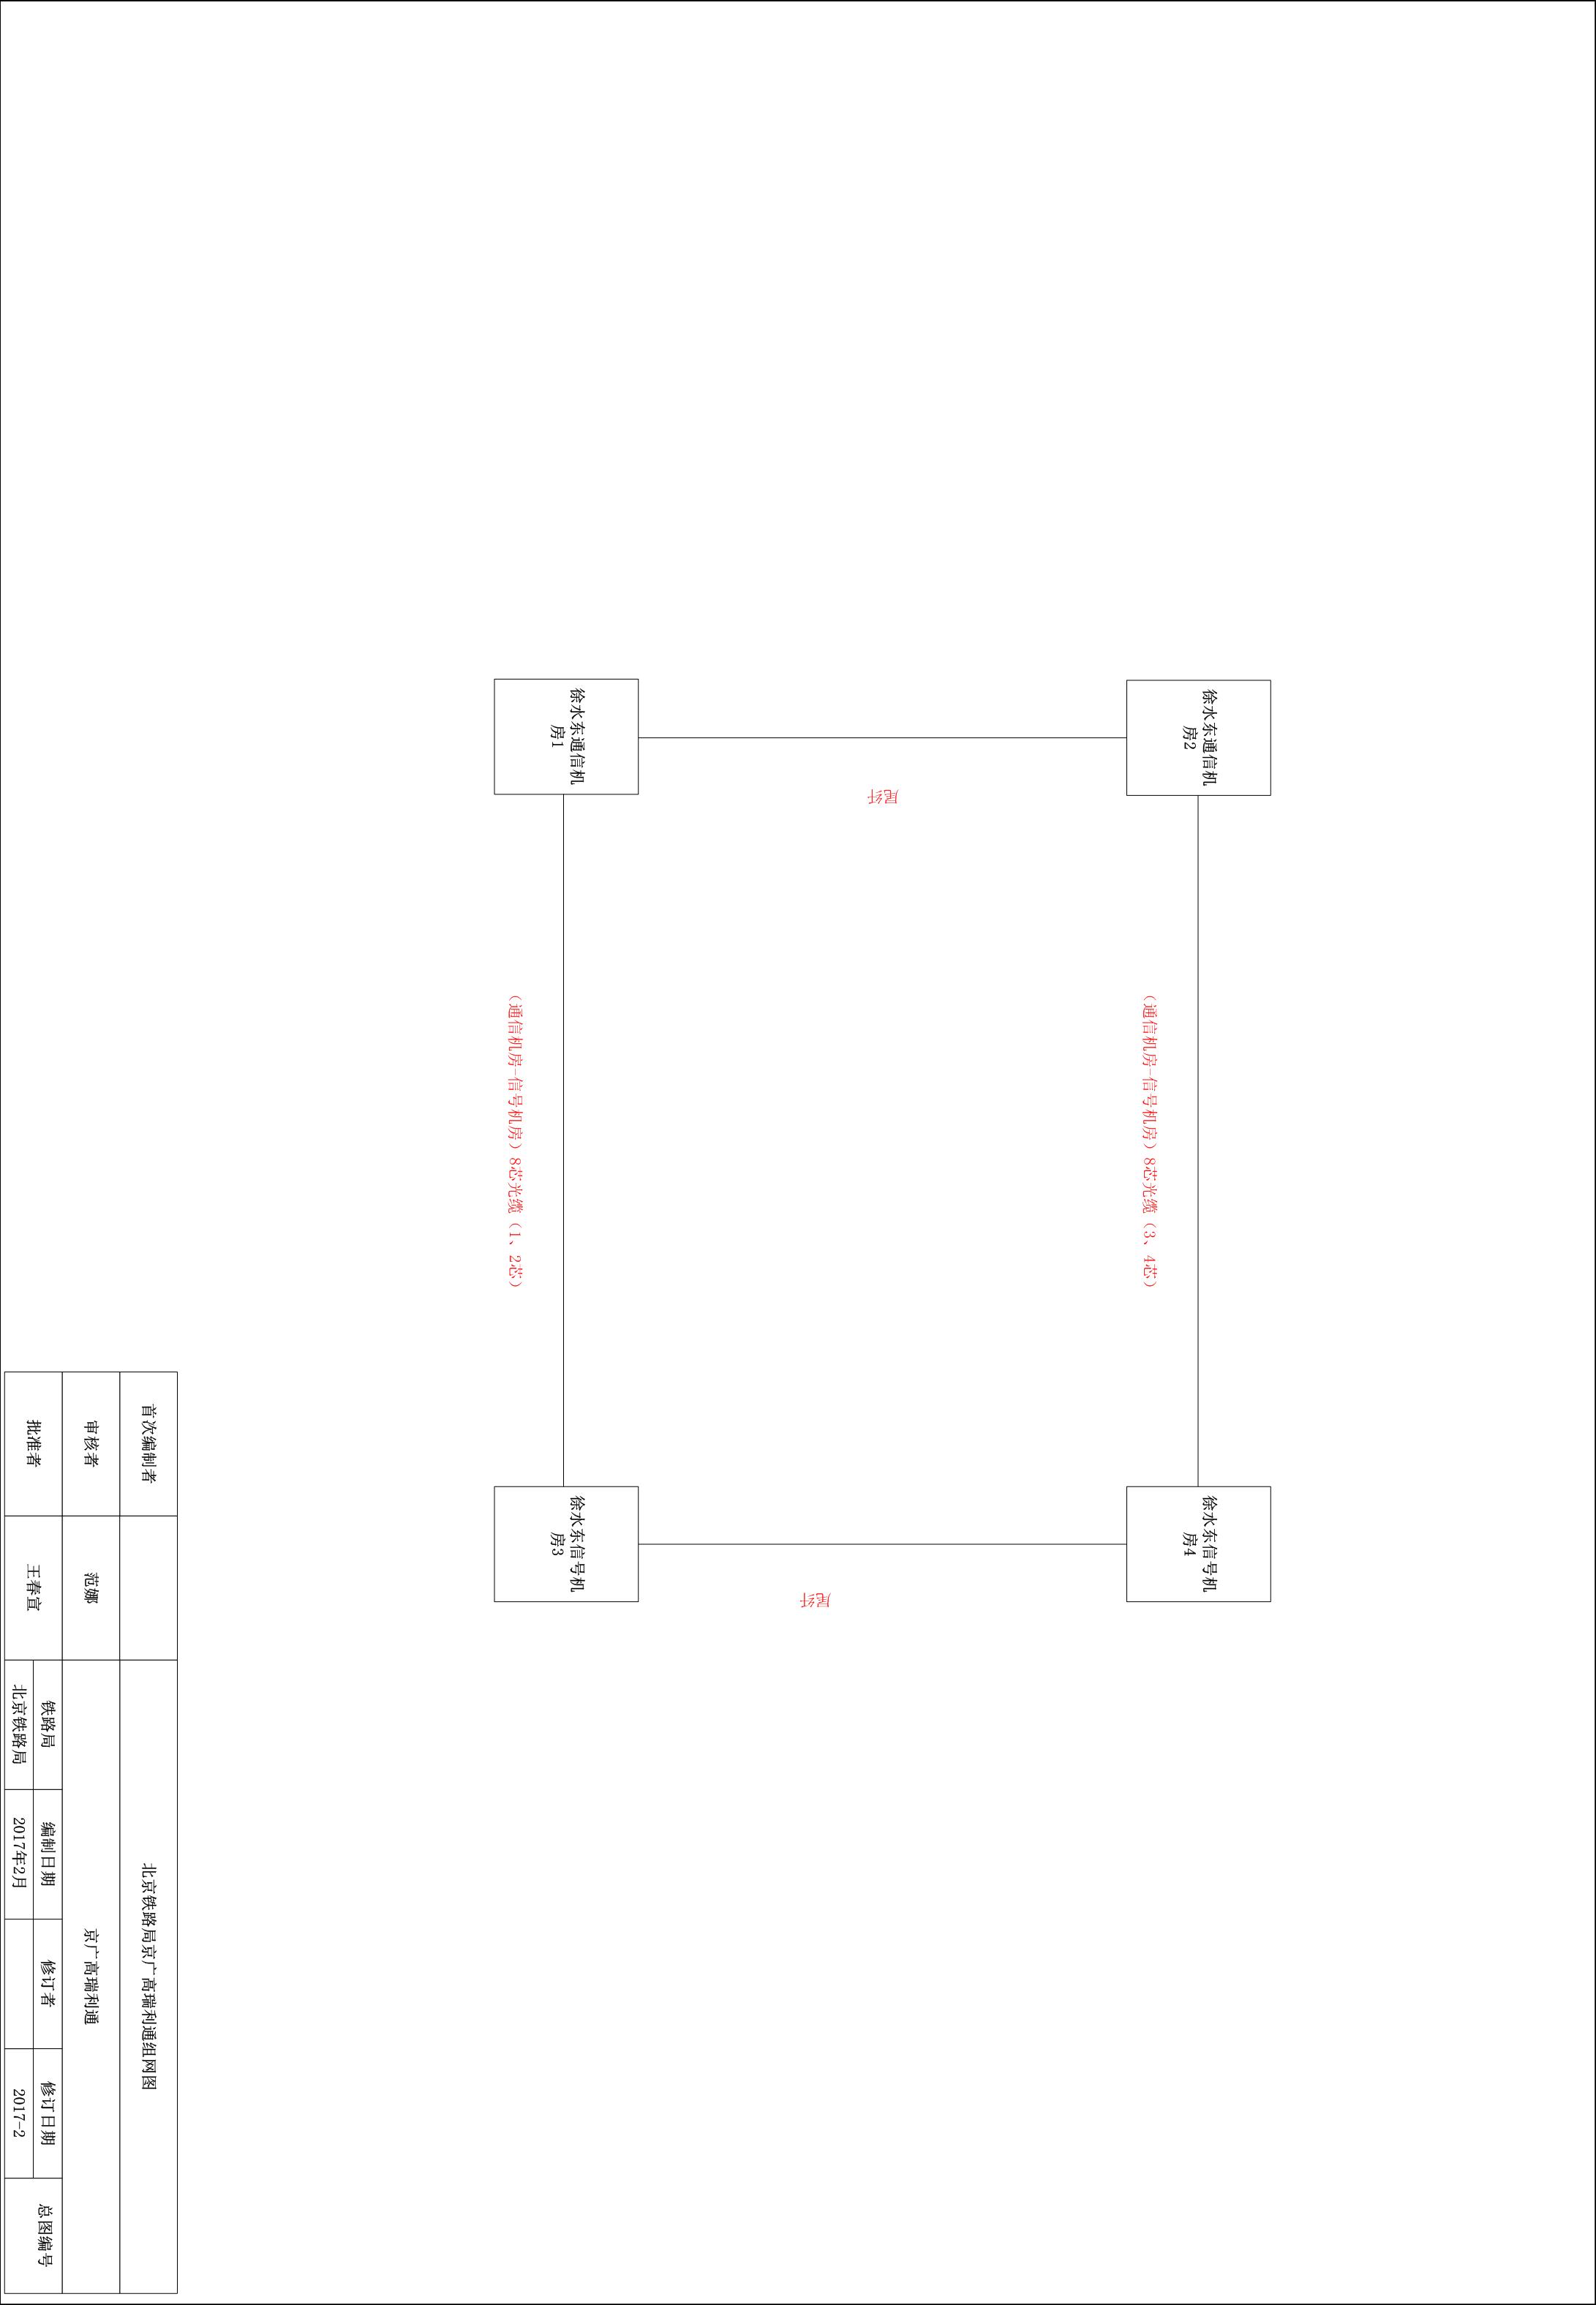 徐水东通信机
房2
（通信机房-信号机房）8芯光缆（3、4芯）
徐水东信号机
房4
尾纤
尾纤
徐水东通信机
房1
（通信机房-信号机房）8芯光缆（1、2芯）
徐水东信号机
房3
首次编制者
北京铁路局京广高瑞利通组网图
审核者
范娜
京广高瑞利通
批准者
王春宣
铁路局
编制日期
修订者
修订日期
总图编号
北京铁路局
2017年2月
2017-2